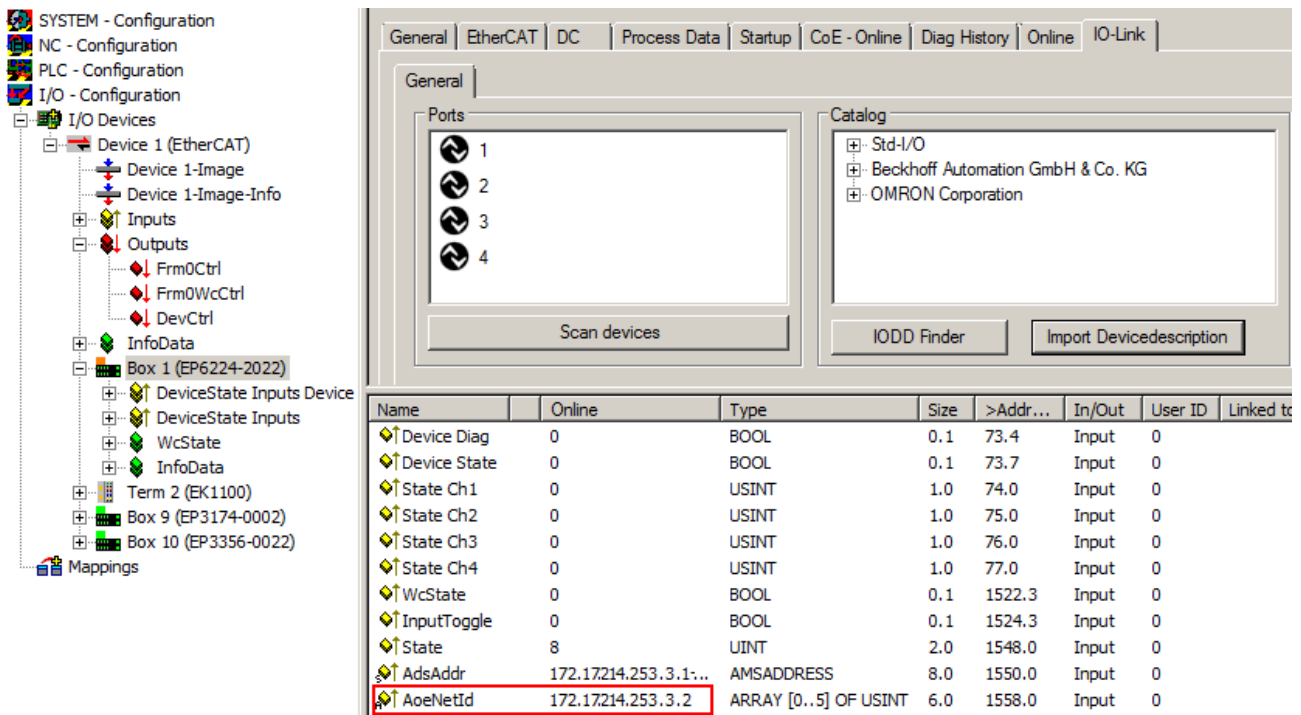 SYSTEM - Configuration
NC - Configuration
PLC - Configuration
I/O - Configuration
I/O Devices
Device 1 (EtherCAT)
Device 1-Image
Device 1-Image-Info
Inputs
Outputs
Frm0Ctrl
Frm0WcCtrl
DevCtrl
InfoData
Box 1 (EP6224-2022)
DeviceState Inputs Device
DeviceState Inputs
WcState
InfoData
Term 2 (EK1100)
Box 9 (EP3174-0002)
Box 10 (EP3356-0022)
Mappings
General EtherCAT DC Process Data Startup CoE - Online Diag History Online IO-Link
General
Ports
1
2
3
4
Scan devices
Catalog
Std-I/O
Beckhoff Automation GmbH & Co. KG
OMRON Corporation
IODD Finder Import Devicedescription
Name Online Type Size >Addr... In/Out User ID Linked to
Device Diag 0 BOOL 0.1 73.4 Input 0
Device State 0 BOOL 0.1 73.7 Input 0
State Ch1 0 USINT 1.0 74.0 Input 0
State Ch2 0 USINT 1.0 75.0 Input 0
State Ch3 0 USINT 1.0 76.0 Input 0
State Ch4 0 USINT 1.0 77.0 Input 0
WcState 0 BOOL 0.1 1522.3 Input 0
InputToggle 0 BOOL 0.1 1524.3 Input 0
State 8 UINT 2.0 1548.0 Input 0
AdsAddr 172.17.214.253.3.1:... AMSADDRESS 8.0 1550.0 Input 0
AoeNetId 172.17.214.253.3.2 ARRAY [0..5] OF USINT 6.0 1558.0 Input 0